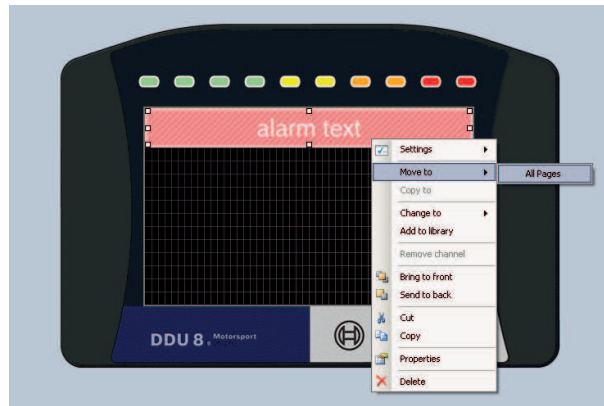 alarm text
Settings
Move to
All Pages
Copy to
Change to
Add to library
Remove channel
Bring to front
Send to back
Cut
Copy
Properties
Delete
DDU 8. Motorsport